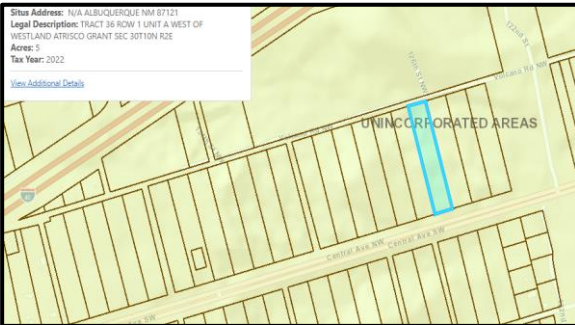 Situs Address: N/A ALBUQUERQUE NM 87121
Legal Description: TRACT 36 ROW 1 UNIT A WEST OF
WESTLAND ATRISCO GRANT SEC 30T10N R2E
Acres: 5
Tax Year: 2022
View Additional Details
122nd St
Volcano Rd NW
UNINCORPORATED AREAS
Central Ave NW
Central Ave SW